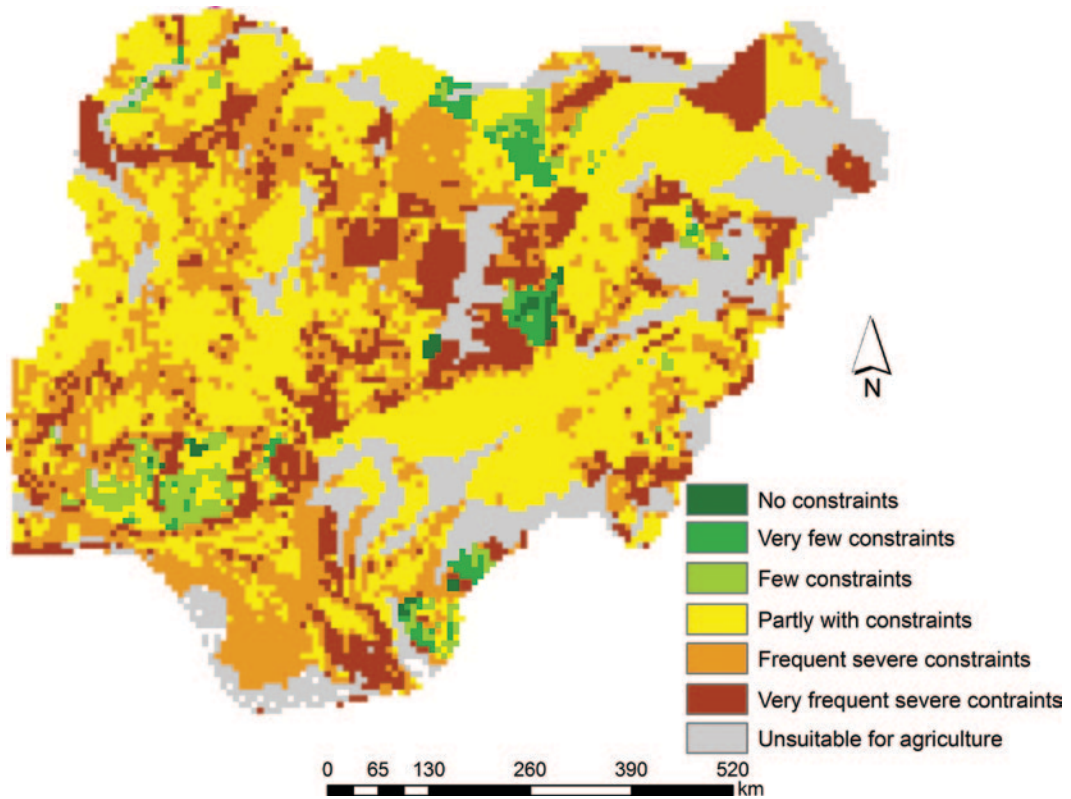 N
No constraints
Very few constraints
Few constraints
Partly with constraints
Frequent severe constraints
Very frequent severe contraints
Unsuitable for agriculture
0 65 130 260 390 520
km